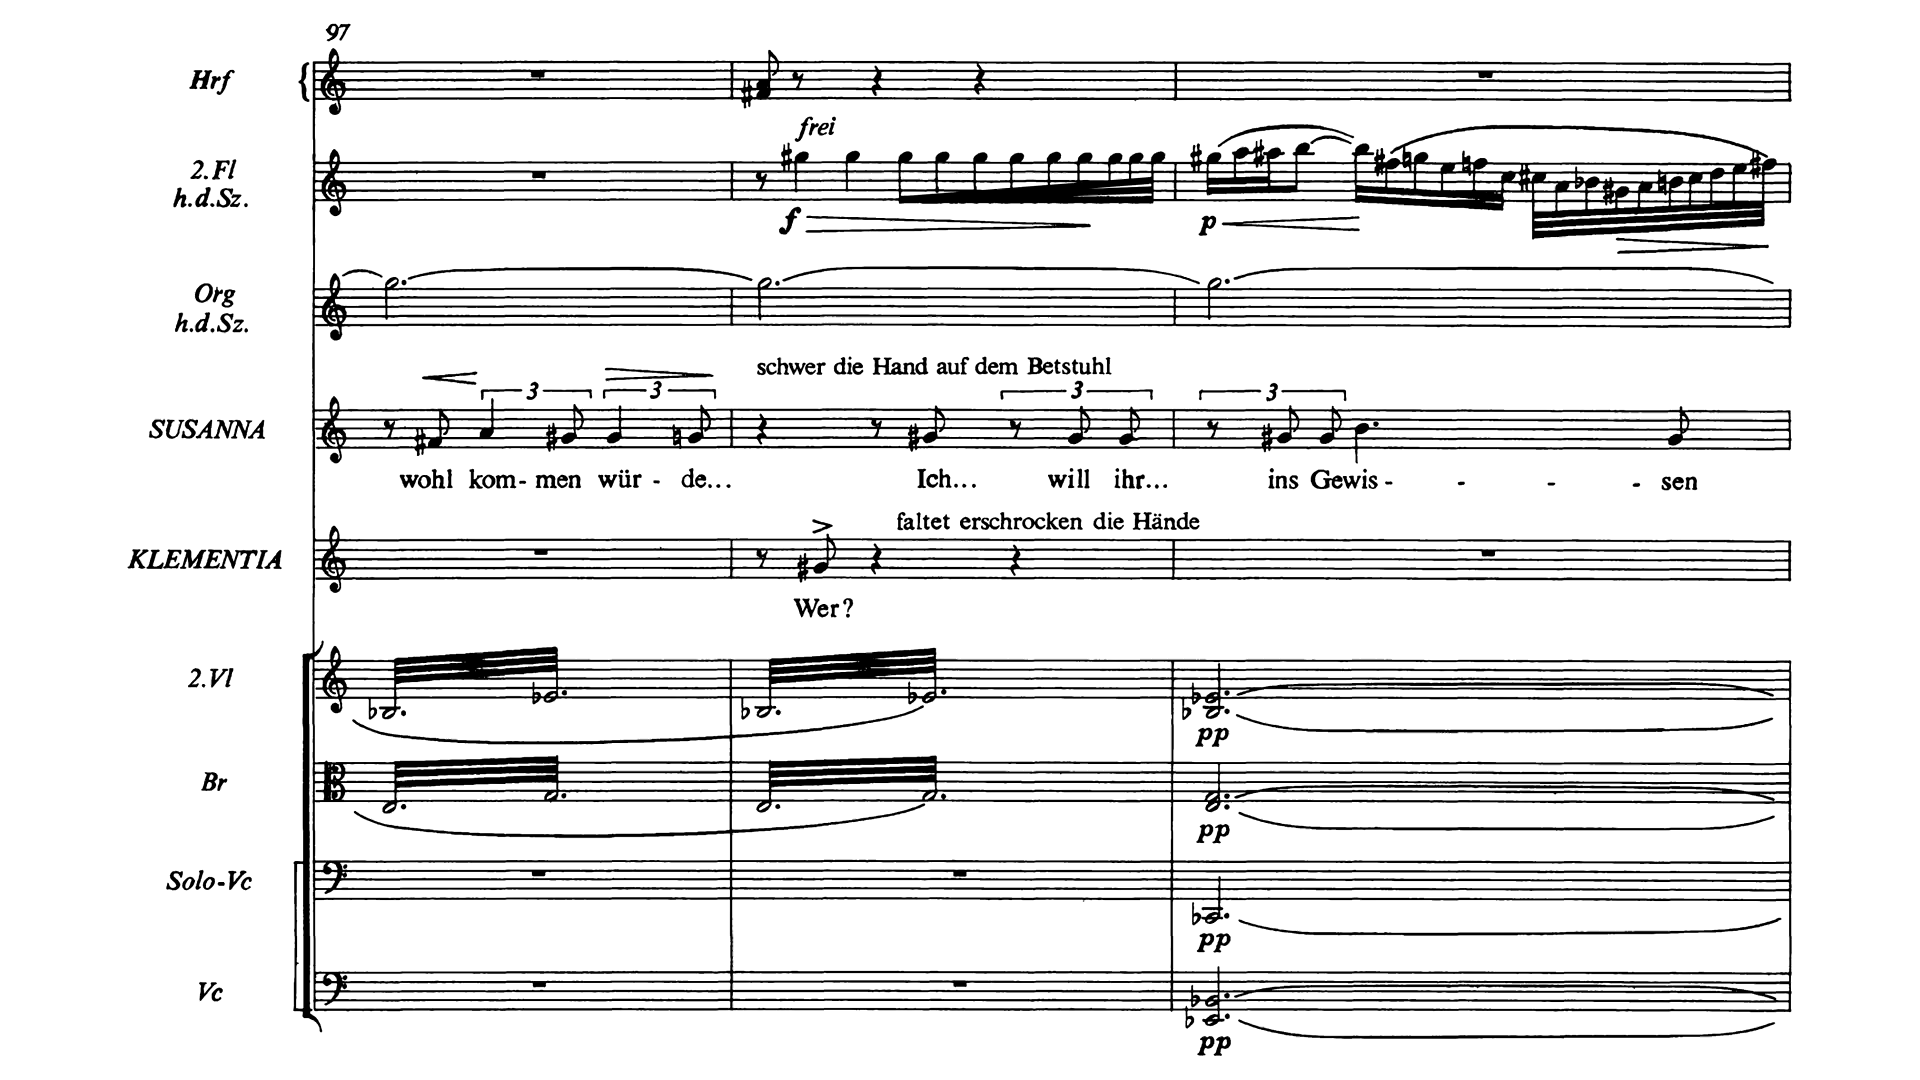 97
Hrf
frei
2.Fl
h.d.Sz.
f
p
Org
h.d.Sz.
schwer die Hand auf dem Betstuhl
3 3 3 3
SUSANNA
wohl kom- men wür - de... Ich... will ihr... ins Gewis - - - - sen
faltet erschrocken die Hände
>
KLEMENTIA
Wer?
2.Vl
pp
Br
pp
Solo-Vc
pp
Vc
pp